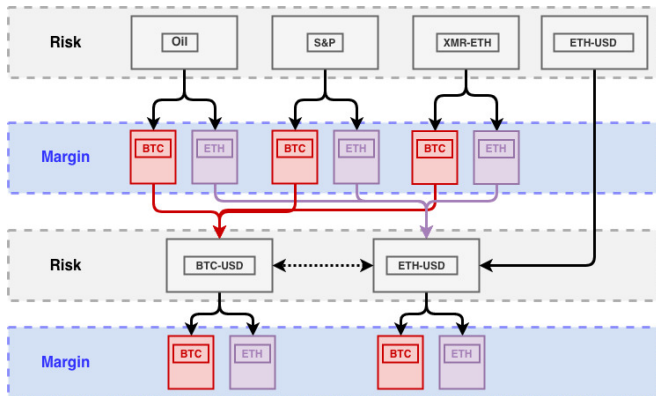 Risk Oil S&P XMR-ETH ETH-USD
Margin BTC ETH BTC ETH BTC ETH
Risk BTC-USD ETH-USD
Margin BTC ETH BTC ETH